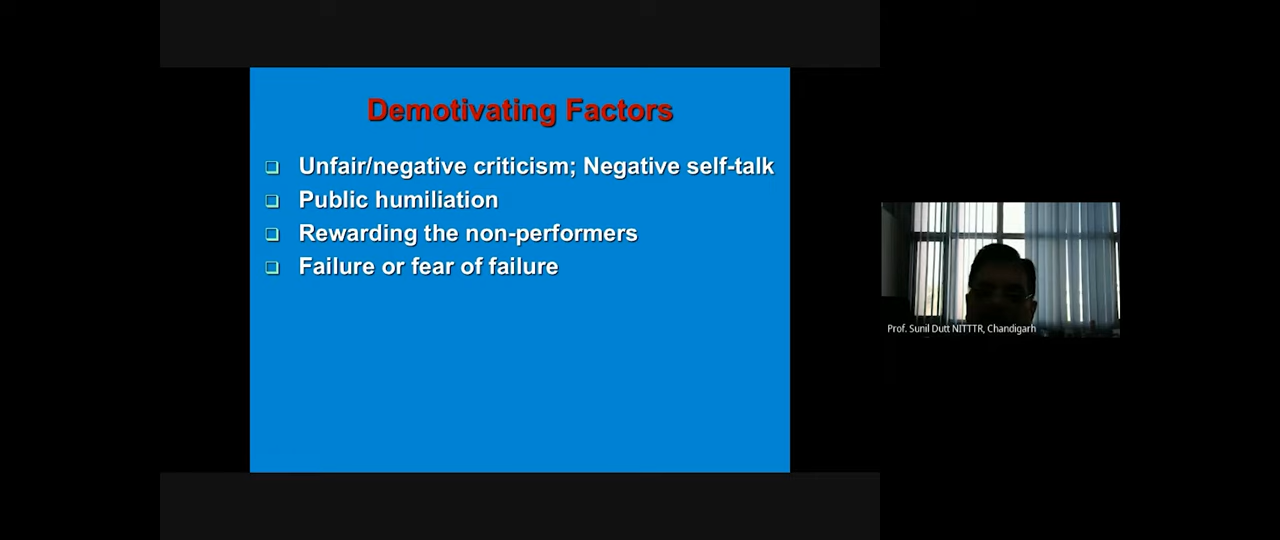 Demotivating Factors
Unfair/negative criticism; Negative self-talk
Public humiliation
Rewarding the non-performers
Failure or fear of failure
Prof. Sunil Dutt NITTTR, Chandigarh